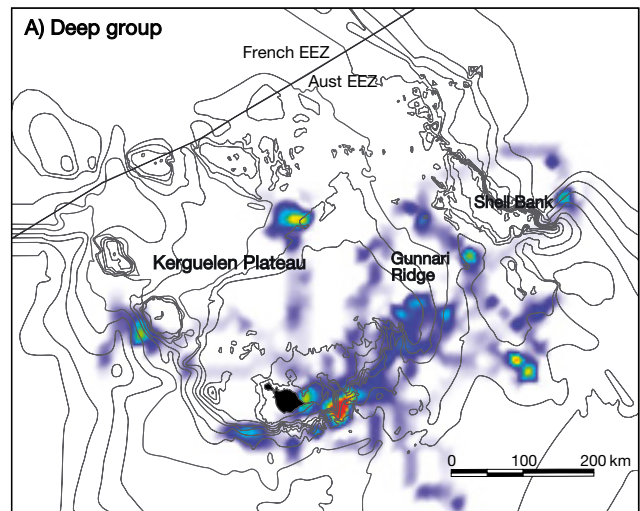 A) Deep group
French EEZ
Aust EEZ
Shell Bank
Kerguelen Plateau
Gunnari
Ridge
0 100 200 km